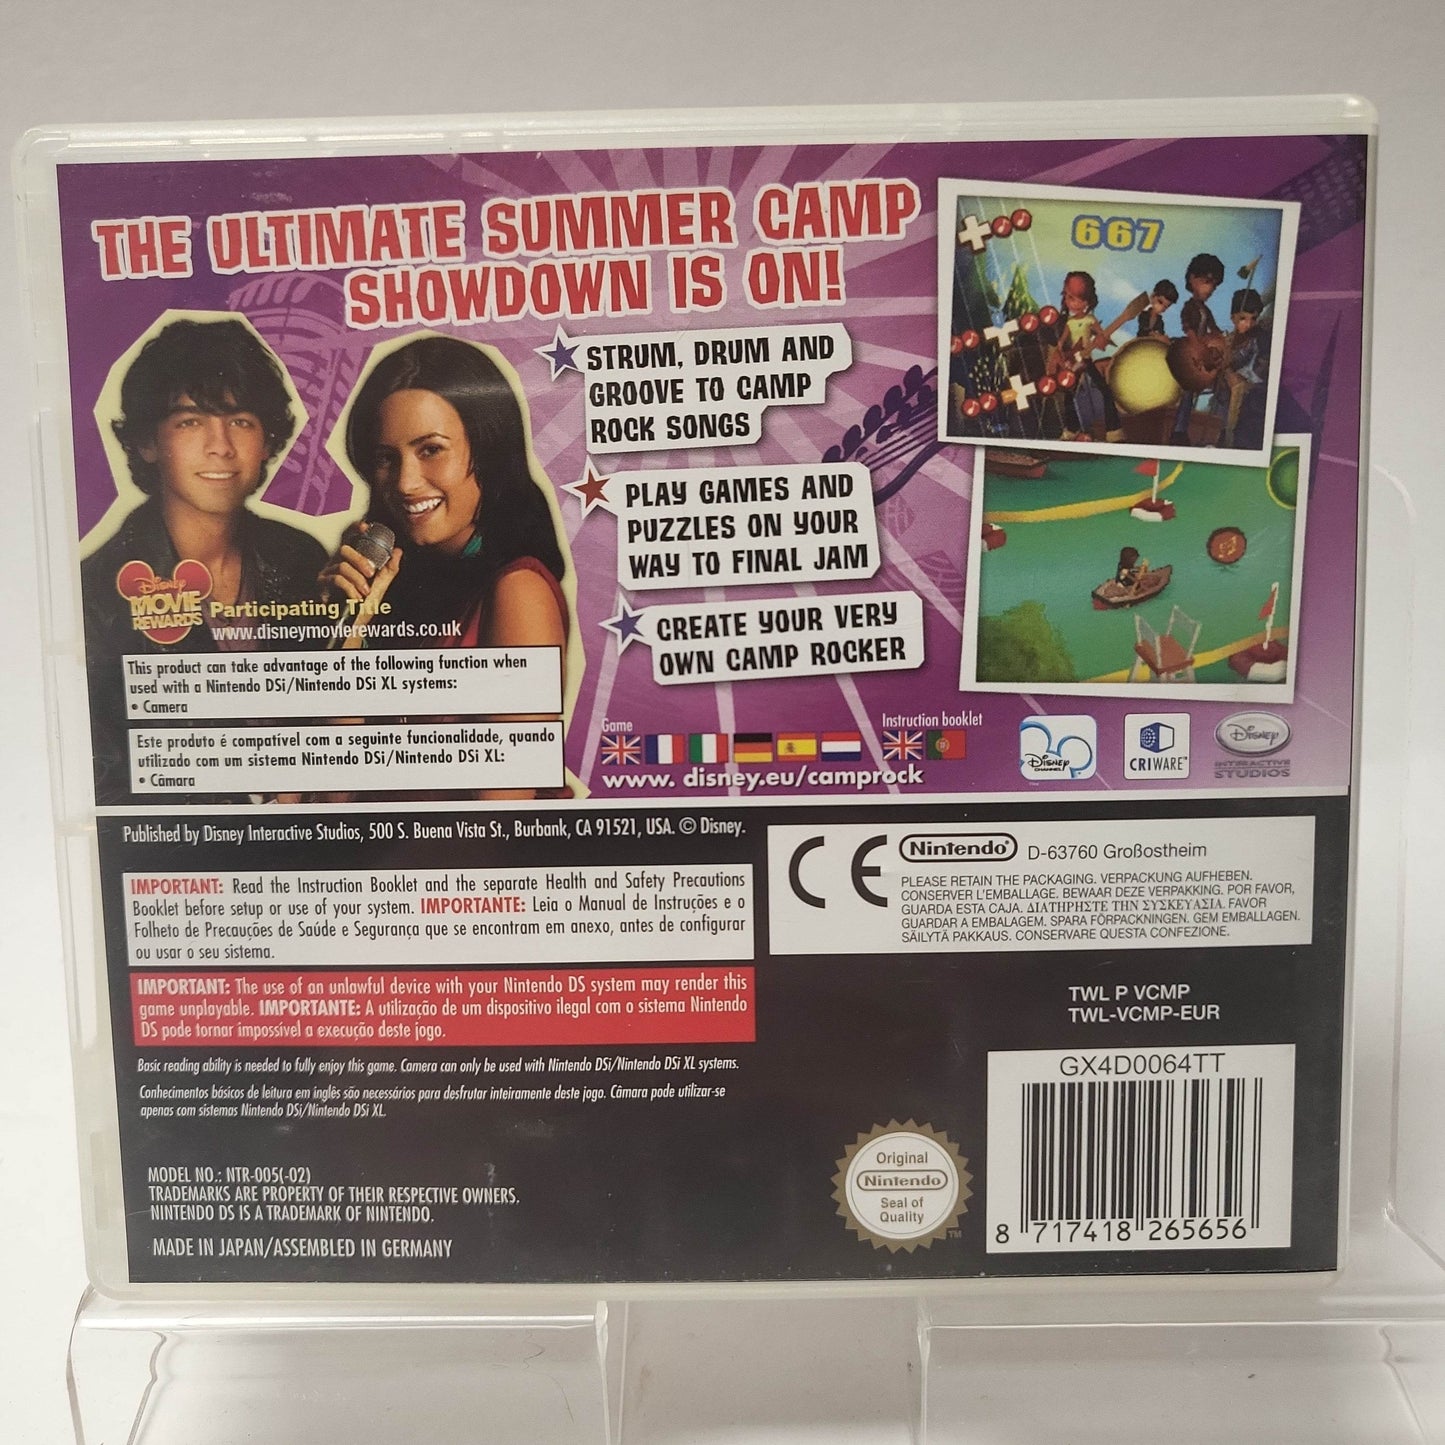 THE ULTIMATE SUMMER CAMP
SHOWDOWN IS ON!
667
STRUM, DRUM AND
GROOVE TO CAMP
ROCK SONGS
PLAY GAMES AND
PUZZLES ON YOUR
WAY TO FINAL JAM
CREATE YOUR VERY
OWN CAMP ROCKER
Disney
MOVIE
REWARDS
Participating Title
www.disneymovierewards.co.uk
This product can take advantage of the following function when
used with a Nintendo DSi/Nintendo DSi XL systems:
• Camera
Este produto é compatível com a seguinte funcionalidade, quando
utilizado com um sistema Nintendo DSi/Nintendo DSi XL:
• Câmara
Game
Instruction booklet
www. disney.eu/camprock
Disney
CHANNEL
CRIWARE™
Disney
INTERACTIVE
STUDIOS
Published by Disney Interactive Studios, 500 S. Buena Vista St., Burbank, CA 91521, USA. © Disney.
IMPORTANT: Read the Instruction Booklet and the separate Health and Safety Precautions
Booklet before setup or use of your system. IMPORTANTE: Leia o Manual de Instruções e o
Folheto de Precauções de Saúde e Segurança que se encontram em anexo, antes de configurar
ou usar o seu sistema.
IMPORTANT: The use of an unlawful device with your Nintendo DS system may render this
game unplayable. IMPORTANTE: A utilização de um dispositivo ilegal com o sistema Nintendo
DS pode tornar impossível a execução deste jogo.
Basic reading ability is needed to fully enjoy this game. Camera can only be used with Nintendo DSi/Nintendo DSi XL systems.
Conhecimentos básicos de leitura em inglês são necessários para desfrutar inteiramente deste jogo. Câmara pode utilizar-se
apenas com sistemas Nintendo DSi/Nintendo DSi XL.
MODEL NO.: NTR-005(-02)
TRADEMARKS ARE PROPERTY OF THEIR RESPECTIVE OWNERS.
NINTENDO DS IS A TRADEMARK OF NINTENDO.
MADE IN JAPAN/ASSEMBLED IN GERMANY
CE
Nintendo® D-63760 Großostheim
PLEASE RETAIN THE PACKAGING. VERPACKUNG AUFHEBEN.
CONSERVER L'EMBALLAGE. BEWAAR DEZE VERPAKKING. POR FAVOR,
GUARDA ESTA CAJA. ΔΙΑΤΗΡΗΣΤΕ ΤΗΝ ΣΥΣΚΕΥΑΣΙΑ. FAVOR
GUARDAR A EMBALAGEM. SPARA FÖRPACKNINGEN. GEM EMBALLAGEN.
SÄILYTÄ PAKKAUS. CONSERVARE QUESTA CONFEZIONE.
TWL P VCMP
TWL-VCMP-EUR
GX4D0064TT
8 717418 265656
Original
Nintendo
Seal of
Quality
TM